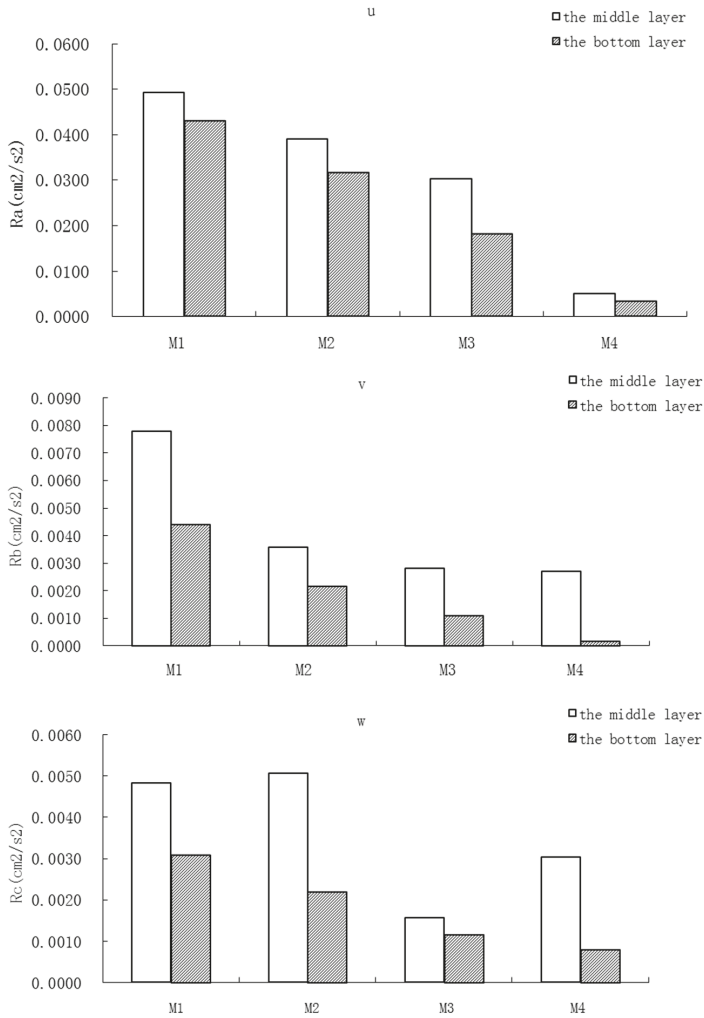 u
the middle layer
the bottom layer
0.0600
0.0500
0.0400
0.0300
0.0200
0.0100
0.0000
Ra(cm2/s2)
M1 M2 M3 M4
v
the middle layer
the bottom layer
0.0090
0.0080
0.0070
0.0060
0.0050
0.0040
0.0030
0.0020
0.0010
0.0000
Rb(cm2/s2)
M1 M2 M3 M4
w
the middle layer
the bottom layer
0.0060
0.0050
0.0040
0.0030
0.0020
0.0010
0.0000
Rc(cm2/s2)
M1 M2 M3 M4